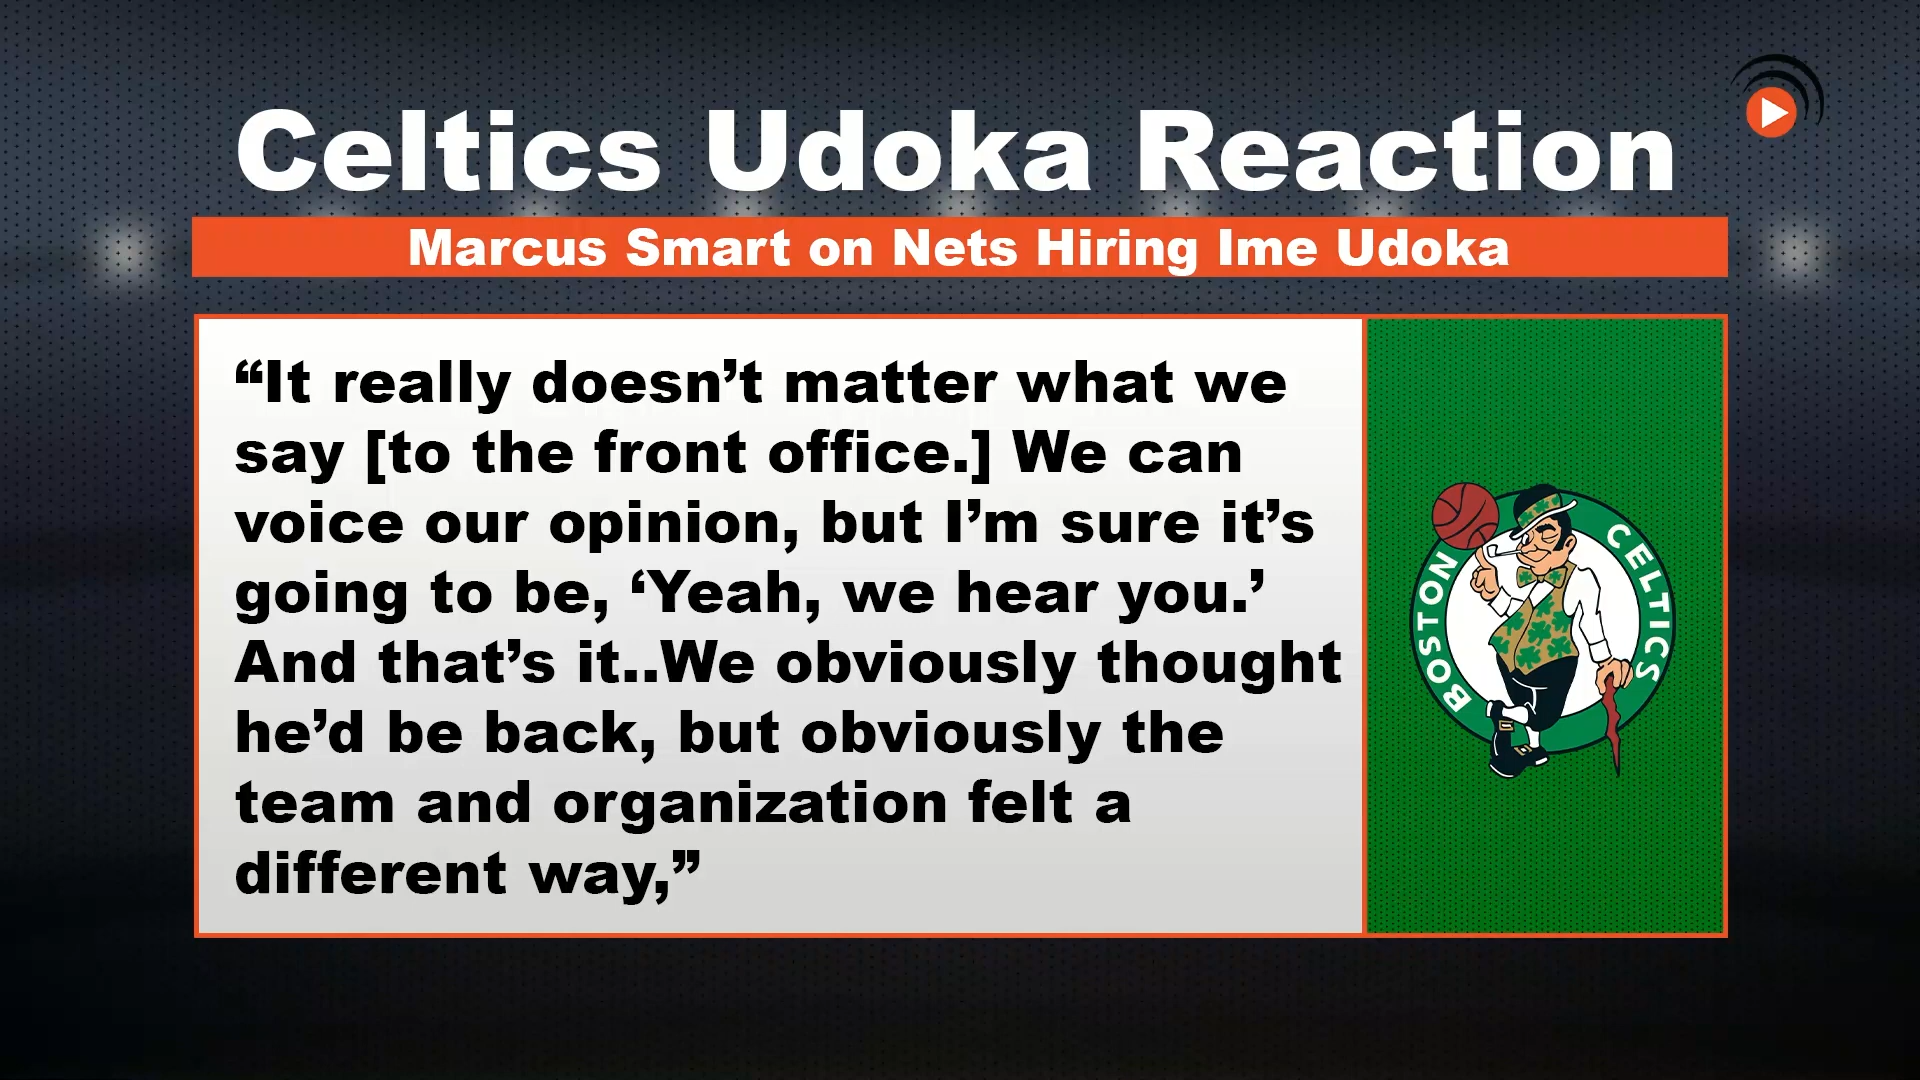 Celtics Udoka Reaction
Marcus Smart on Nets Hiring Ime Udoka
“It really doesn’t matter what we
say [to the front office.] We can
voice our opinion, but I’m sure it’s
going to be, ‘Yeah, we hear you.’
And that’s it..We obviously thought
he’d be back, but obviously the
team and organization felt a
different way,”
BOSTON CELTICS